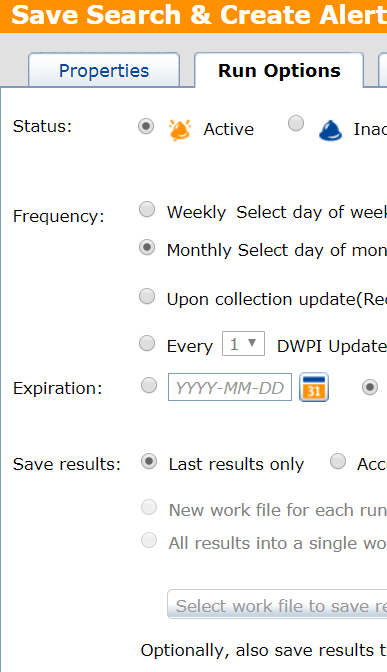 Save Search & Create Alert
Properties Run Options
Status: Active Inac
Frequency: Weekly Select day of week
Monthly Select day of mon
Upon collection update(Rec
Every 1 DWPI Update
Expiration: YYYY-MM-DD 31
Save results: Last results only Accu
New work file for each run
All results into a single wo
Select work file to save re
Optionally, also save results t